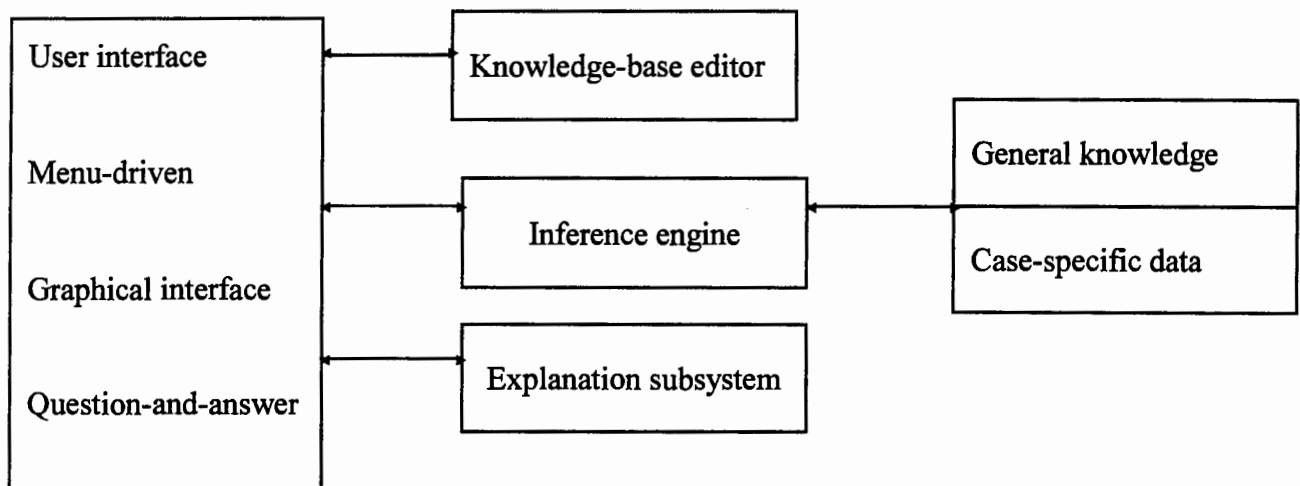 User interface
Menu-driven
Graphical interface
Question-and-answer
Knowledge-base editor
Inference engine
Explanation subsystem
General knowledge
Case-specific data